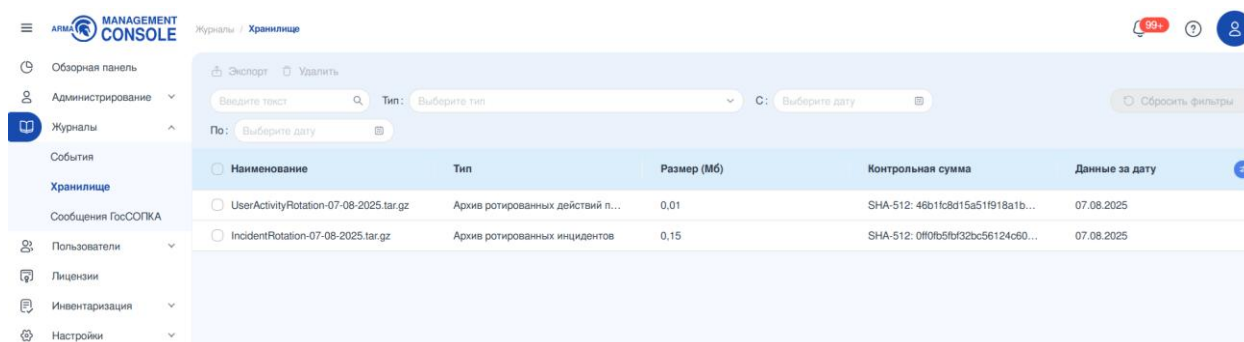 ARMA MANAGEMENT CONSOLE
Журналы / Хранилище
99+
Обзорная панель
Администрирование
Журналы
События
Хранилище
Сообщения ГосСОПКА
Пользователи
Лицензии
Инвентаризация
Настройки
Экспорт Удалить
Введите текст Тип: Выберите тип С: Выберите дату Сбросить фильтры
По: Выберите дату
Наименование Тип Размер (Мб) Контрольная сумма Данные за дату
UserActivityRotation-07-08-2025.tar.gz Архив ротированных действий п... 0,01 SHA-512: 46b1fc8d15a51f918a1b... 07.08.2025
IncidentRotation-07-08-2025.tar.gz Архив ротированных инцидентов 0,15 SHA-512: 0ff0fb5fbf32bc56124c60... 07.08.2025